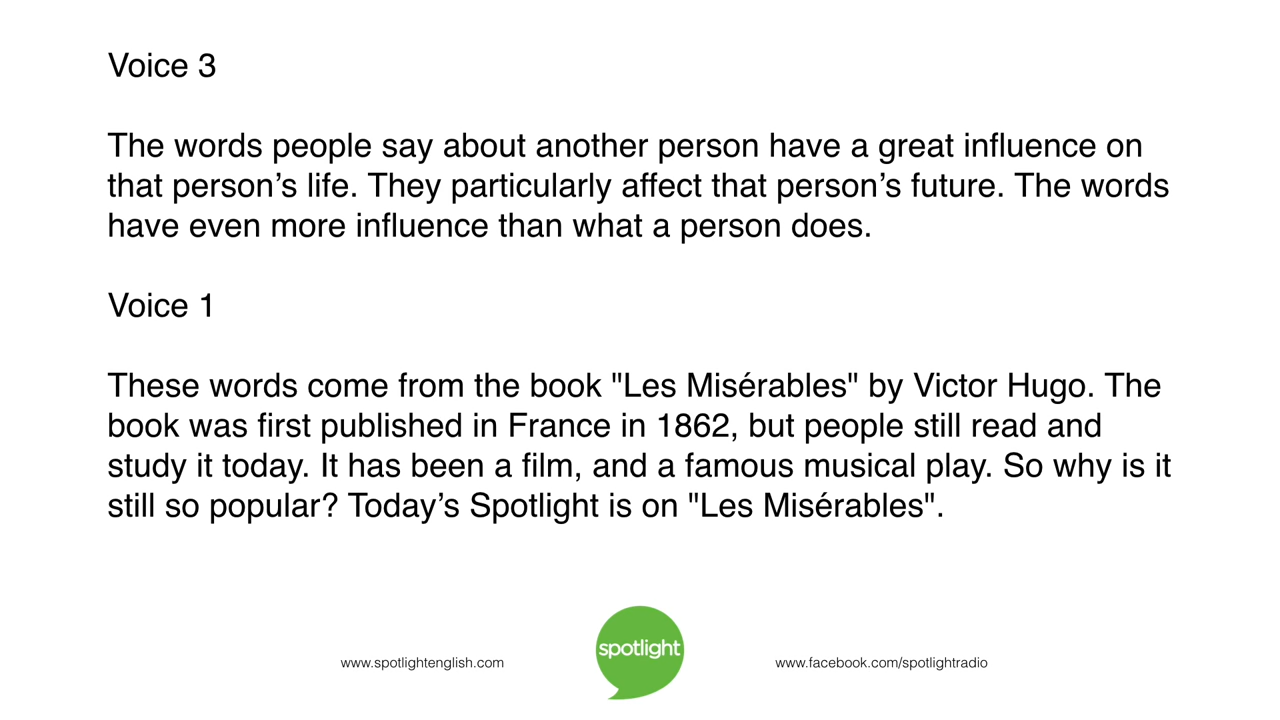 Voice 3
The words people say about another person have a great influence on
that person’s life. They particularly affect that person’s future. The words
have even more influence than what a person does.
Voice 1
These words come from the book "Les Misérables" by Victor Hugo. The
book was first published in France in 1862, but people still read and
study it today. It has been a film, and a famous musical play. So why is it
still so popular? Today’s Spotlight is on "Les Misérables".
www.spotlightenglish.com
spotlight
www.facebook.com/spotlightradio